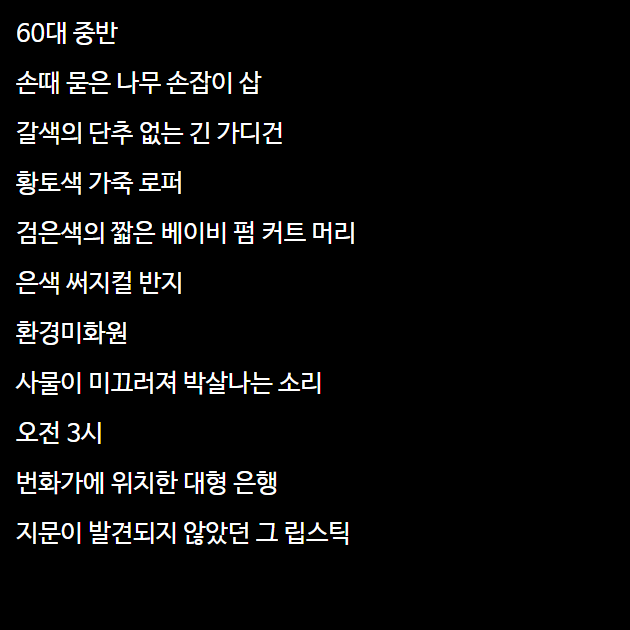 60대 중반
손때 묻은 나무 손잡이 삽
갈색의 단추 없는 긴 가디건
황토색 가죽 로퍼
검은색의 짧은 베이비 펌 커트 머리
은색 써지컬 반지
환경미화원
사물이 미끄러져 박살나는 소리
오전 3시
번화가에 위치한 대형 은행
지문이 발견되지 않았던 그 립스틱